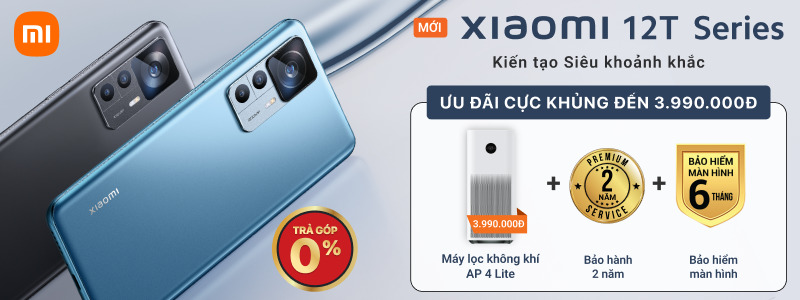 mi
xiaomi
TRẢ GÓP
0%
MỚI
xiaomi 12T Series
Kiến tạo Siêu khoảnh khắc
ƯU ĐÃI CỰC KHỦNG ĐẾN 3.990.000Đ
3.990.000Đ
Máy lọc không khí
AP 4 Lite
+
PREMIUM
2
NĂM
SERVICE
Bảo hành
2 năm
+
BẢO HIỂM
MÀN HÌNH
6
THÁNG
Bảo hiểm
màn hình